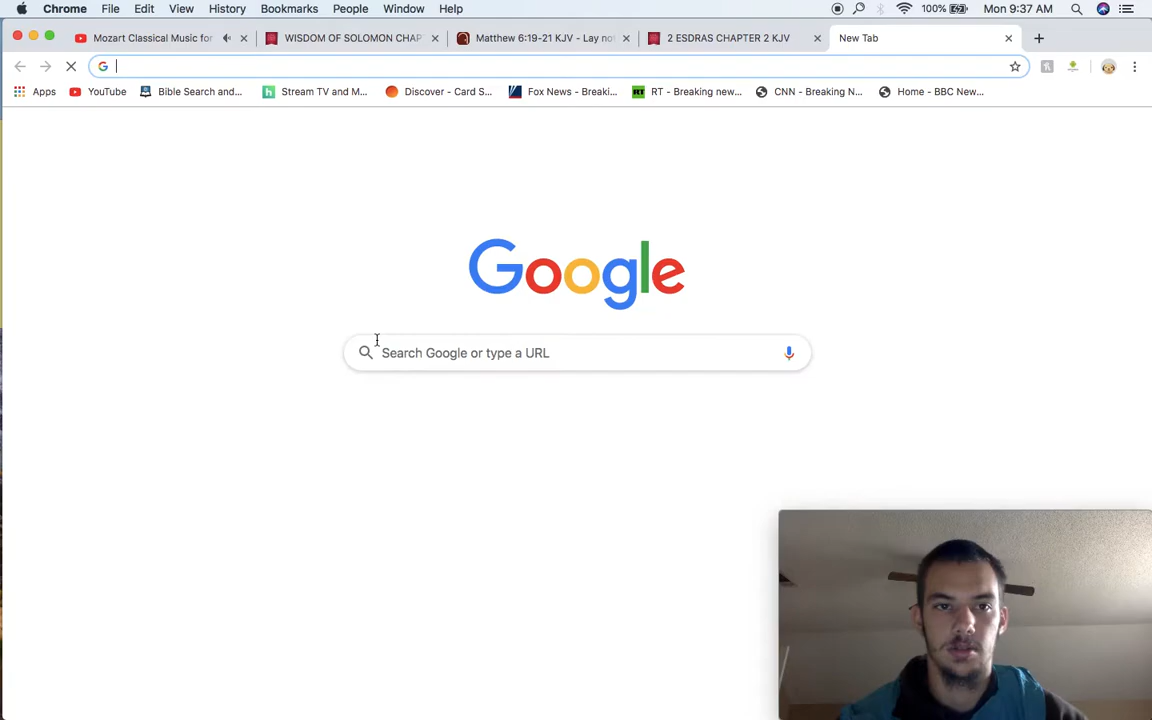 Chrome File Edit View History Bookmarks People Window Help 100% Mon 9:37 AM
Mozart Classical Music for WISDOM OF SOLOMON CHAP Matthew 6:19-21 KJV - Lay no 2 ESDRAS CHAPTER 2 KJV New Tab
Apps YouTube Bible Search and... Stream TV and M... Discover - Card S... Fox News - Breaki... RT - Breaking new... CNN - Breaking N... Home - BBC New...
Google
Search Google or type a URL